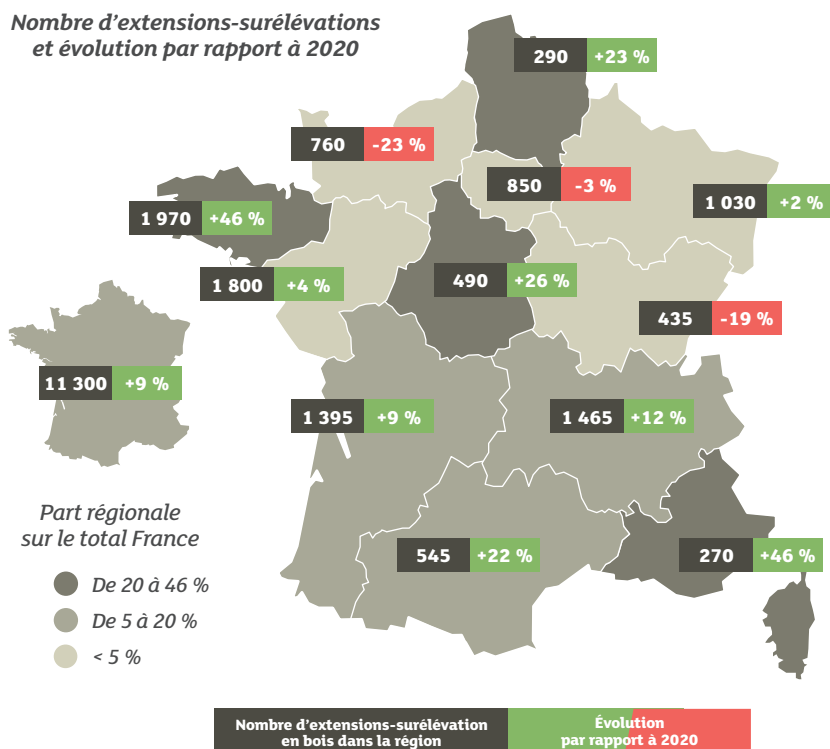 Nombre d'extensions-surélévations
et évolution par rapport à 2020
290 +23 %
760 -23 %
850 -3 %
1 030 +2 %
1 970 +46 %
1 800 +4 %
490 +26 %
435 -19 %
11 300 +9 %
1 395 +9 %
1 465 +12 %
545 +22 %
270 +46 %
Part régionale
sur le total France
De 20 à 46 %
De 5 à 20 %
< 5 %
Nombre d'extensions-surélévation
en bois dans la région
Évolution
par rapport à 2020